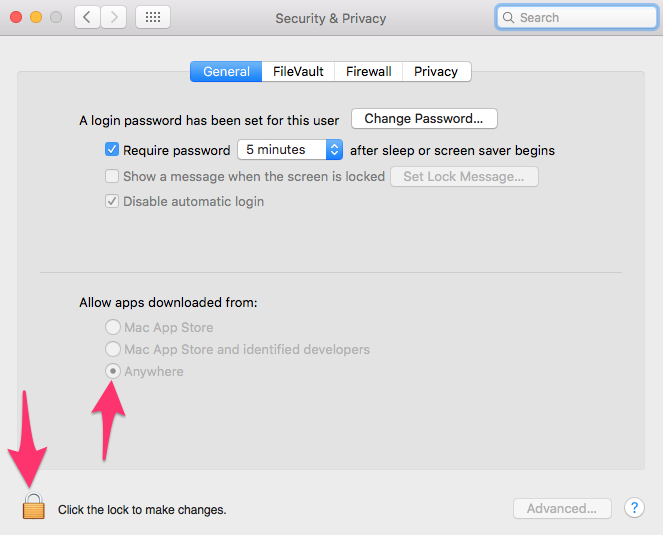 Security & Privacy
Search
General FileVault Firewall Privacy
A login password has been set for this user Change Password...
Require password 5 minutes after sleep or screen saver begins
Show a message when the screen is locked Set Lock Message...
Disable automatic login
Allow apps downloaded from:
Mac App Store
Mac App Store and identified developers
Anywhere
Click the lock to make changes.
Advanced... ?